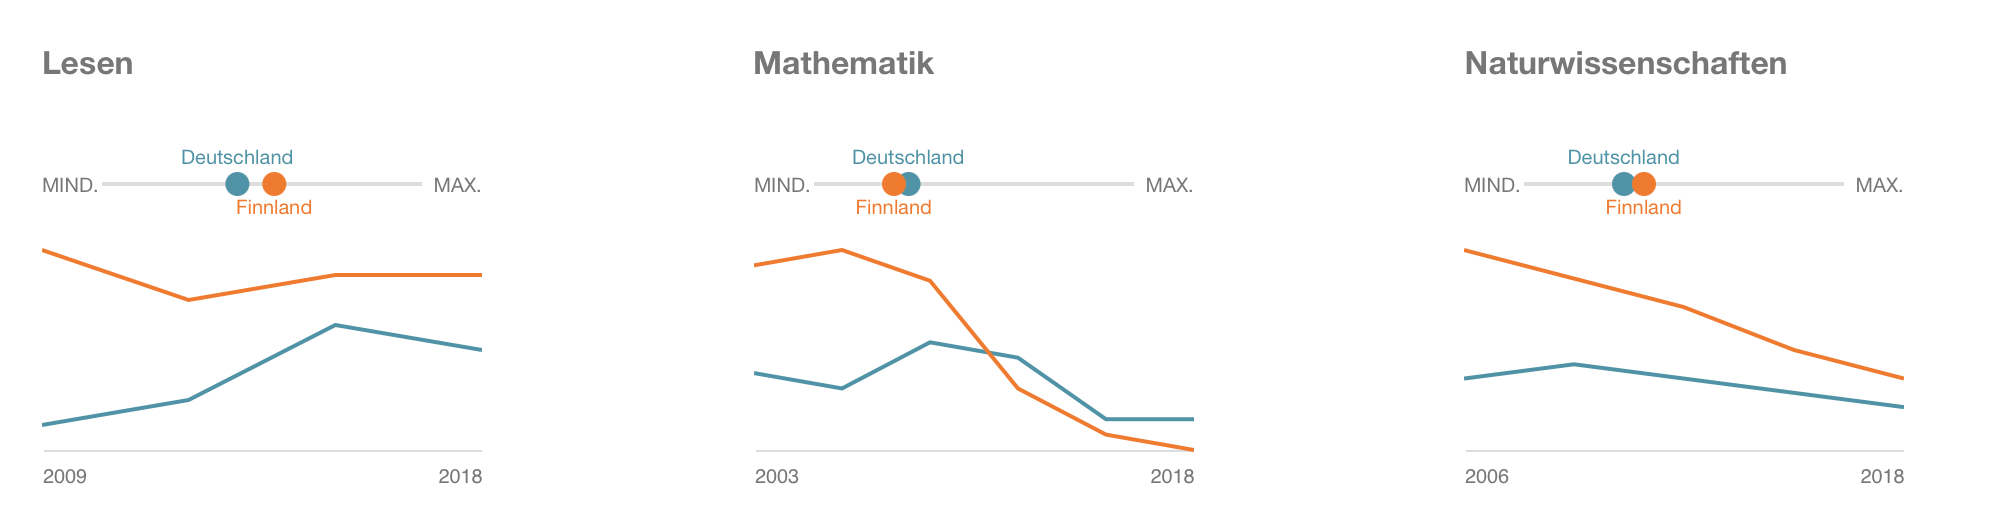 Lesen
Deutschland
MIND.
MAX.
Finnland
2009
2018
Mathematik
Deutschland
MIND.
MAX.
Finnland
2003
2018
Naturwissenschaften
Deutschland
MIND.
MAX.
Finnland
2006
2018